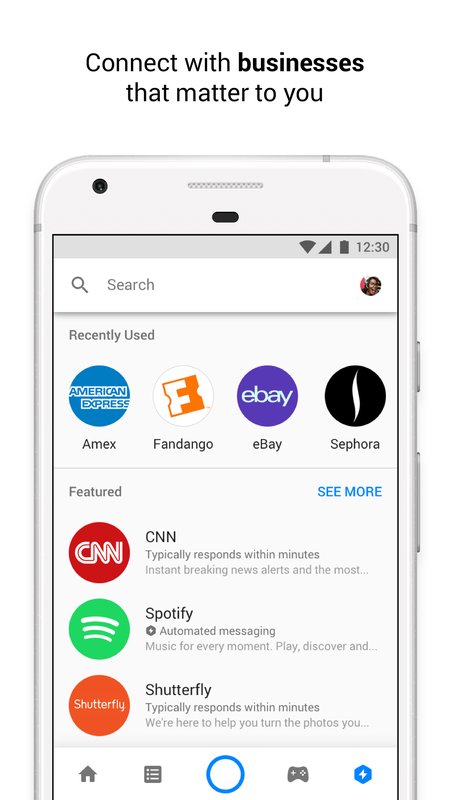 Connect with businesses
that matter to you
12:30
Search
Recently Used
AMERICAN
EXPRESS
F
ebay
Amex
Fandango
eBay
Sephora
Featured
SEE MORE
CNN
CNN
Typically responds within minutes
Instant breaking news alerts and the most...
Spotify
Automated messaging
Music for every moment. Play, discover and...
Shutterfly
Shutterfly
Typically responds within minutes
We're here to help you turn the photos you...